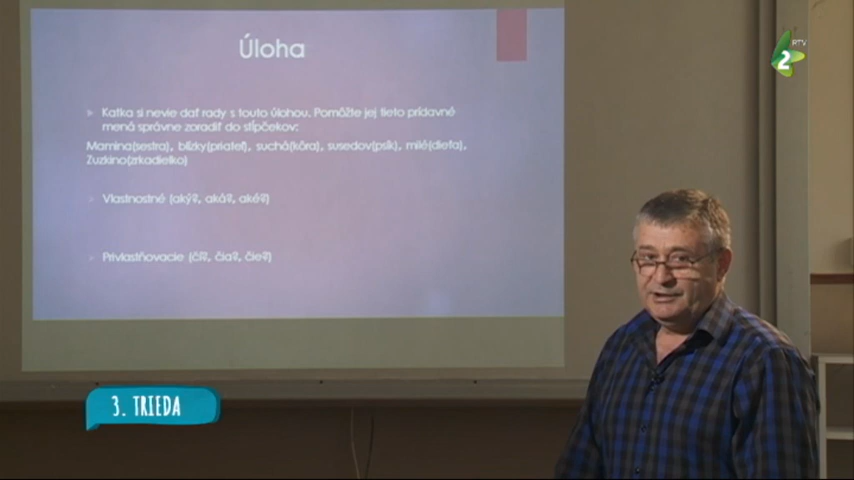 Úloha
Katka si nevie dať rady s touto úlohou. Pomôžte jej tieto prídavné
mená správne zoradiť do stĺpčekov:
Mamina(sestra), blízky(priateľ), suchá(kôra), susedov(psík), milé(dieťa),
Zuzkino(zrkadielko)
Vlastnostné (aký?, aká?, aké?)
Privlastňovacie (čí?, čia?, čie?)
3. TRIEDA
RTV
2